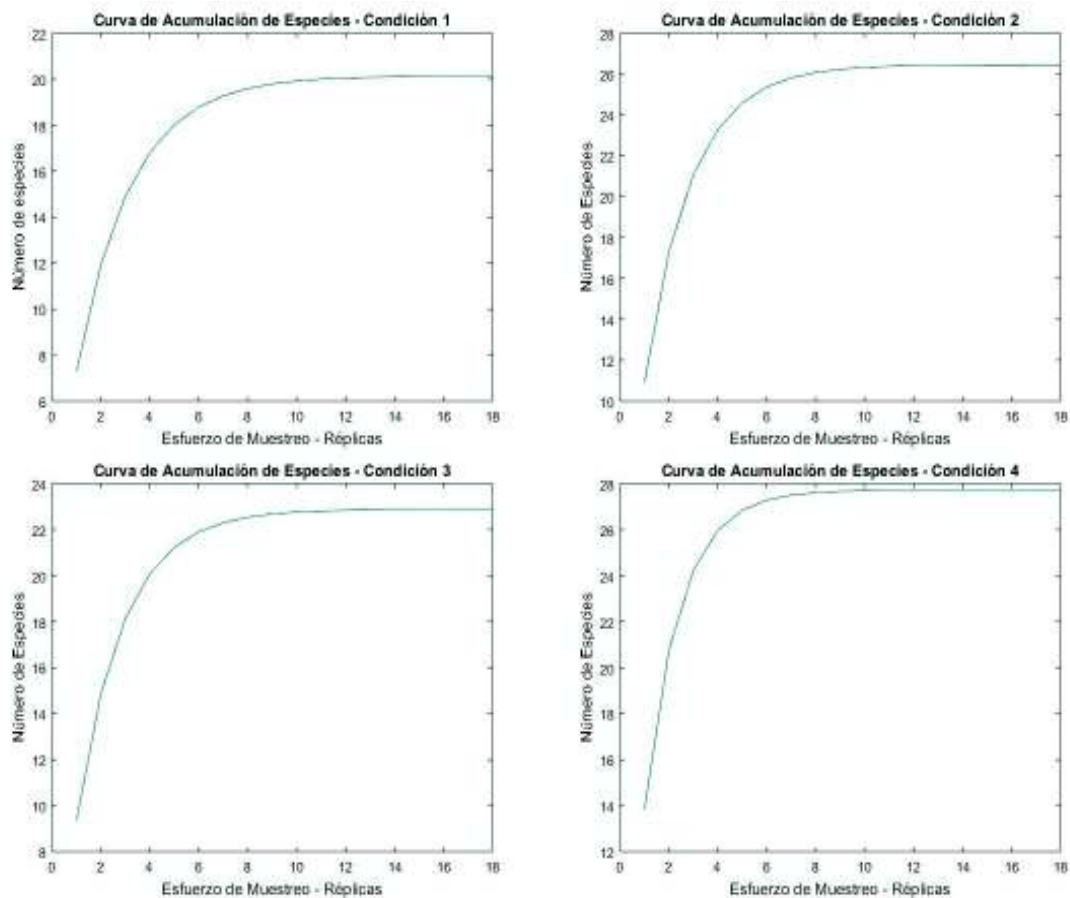 Curva de Acumulación de Especies - Condición 1
22
20
18
16
14
12
10
8
6
Número de especies
0 2 4 6 8 10 12 14 16 18
Esfuerzo de Muestreo - Réplicas
Curva de Acumulación de Especies - Condición 2
28
26
24
22
20
18
16
14
12
10
Número de Especies
0 2 4 6 8 10 12 14 16 18
Esfuerzo de Muestreo - Réplicas
Curva de Acumulación de Especies - Condición 3
24
22
20
18
16
14
12
10
8
Número de Especies
0 2 4 6 8 10 12 14 16 18
Esfuerzo de Muestreo - Réplicas
Curva de Acumulación de Especies - Condición 4
28
26
24
22
20
18
16
14
12
Número de Especies
0 2 4 6 8 10 12 14 16 18
Esfuerzo de Muestreo - Réplicas